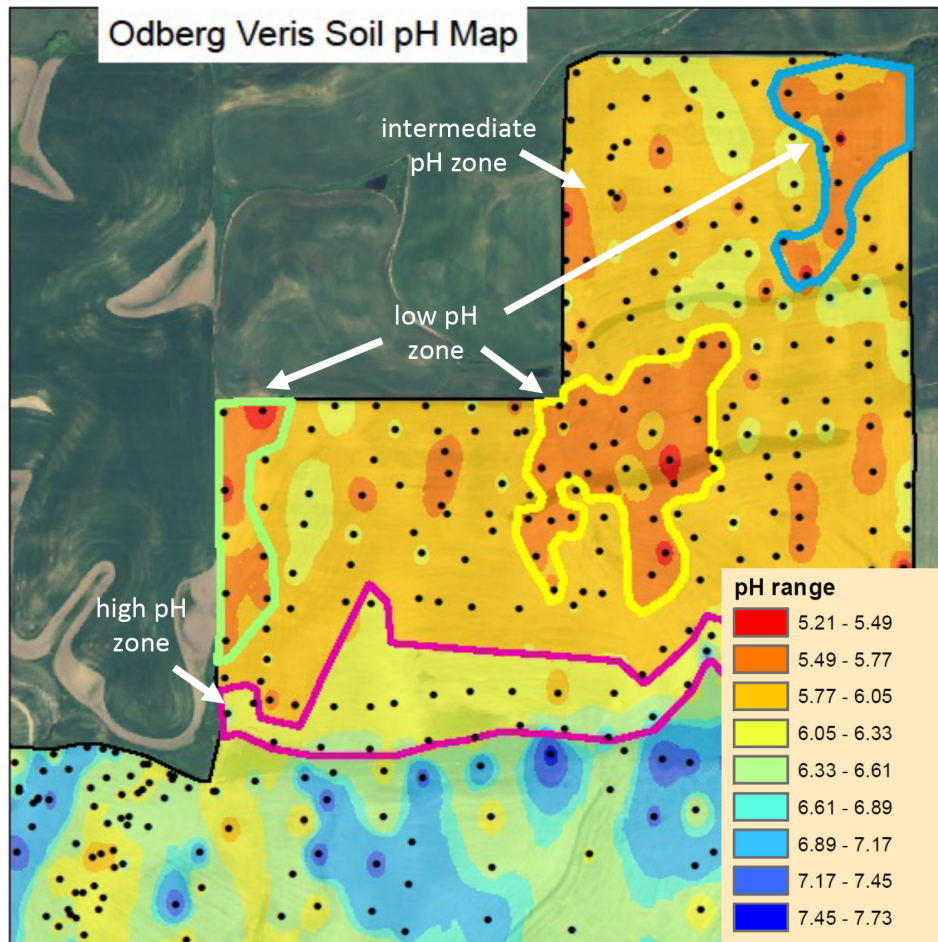 Odberg Veris Soil pH Map
intermediate
pH zone
low pH
zone
high pH
zone
pH range
5.21 - 5.49
5.49 - 5.77
5.77 - 6.05
6.05 - 6.33
6.33 - 6.61
6.61 - 6.89
6.89 - 7.17
7.17 - 7.45
7.45 - 7.73